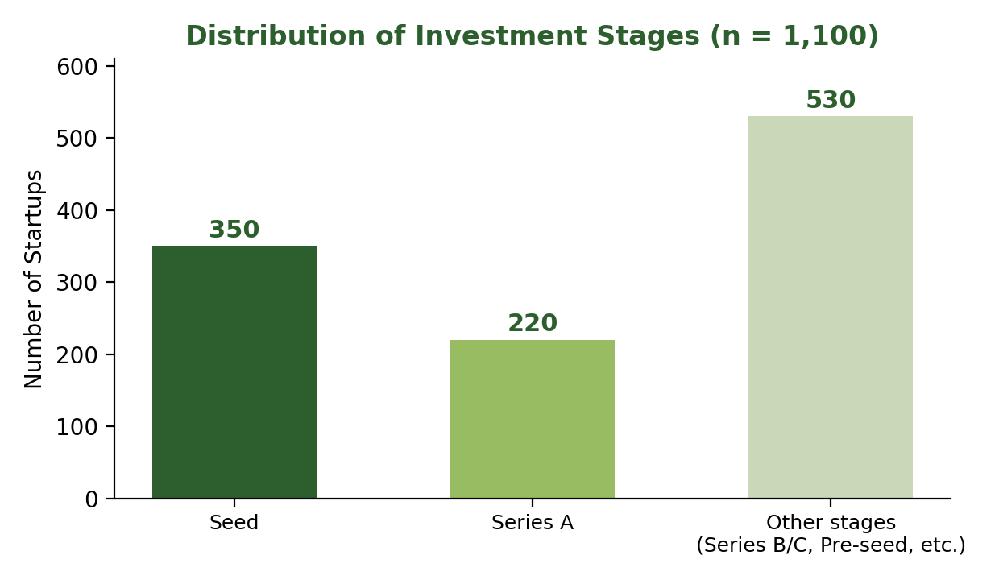 Distribution of Investment Stages (n = 1,100)
Number of Startups
600
500
400
300
200
100
0
350
220
530
Seed
Series A
Other stages
(Series B/C, Pre-seed, etc.)